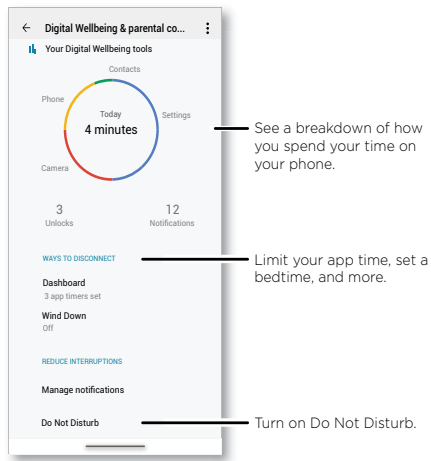 Digital Wellbeing & parental co...
Your Digital Wellbeing tools
Contacts
Phone
Today
4 minutes
Settings
Camera
3
Unlocks
12
Notifications
WAYS TO DISCONNECT
Dashboard
3 app timers set
Wind Down
Off
REDUCE INTERRUPTIONS
Manage notifications
Do Not Disturb
See a breakdown of how
you spend your time on
your phone.
Limit your app time, set a
bedtime, and more.
Turn on Do Not Disturb.